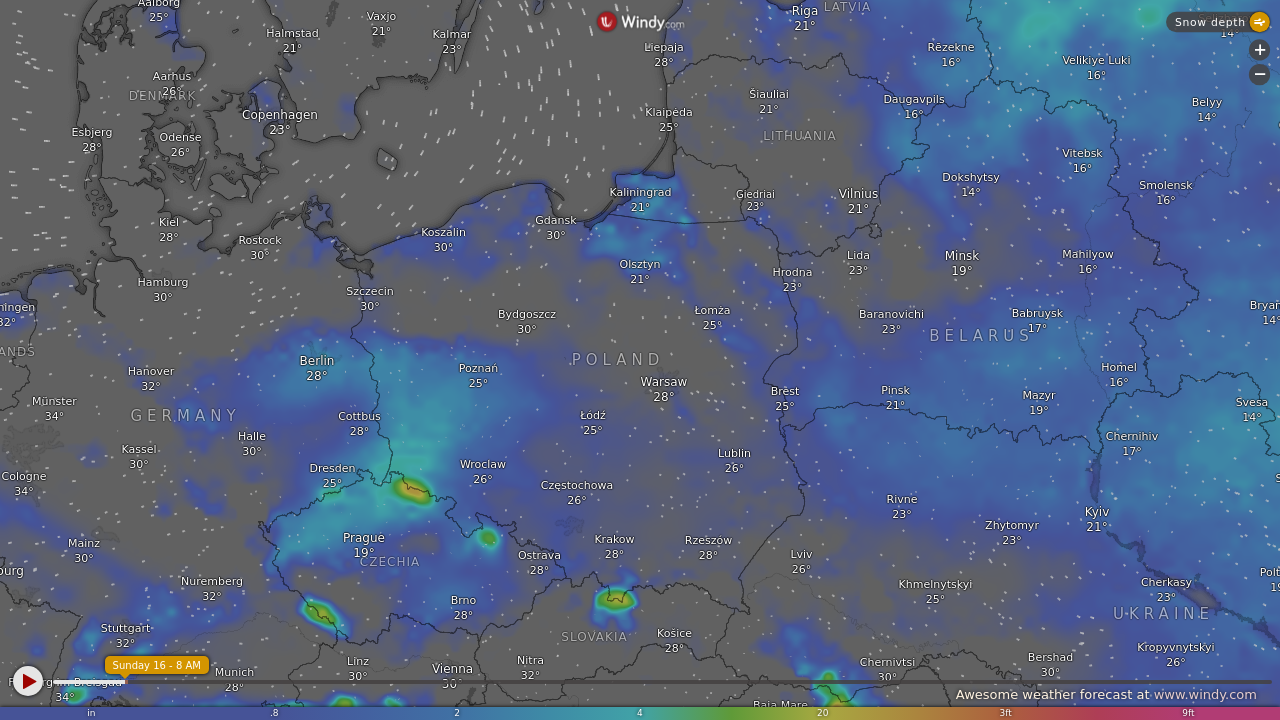 Aalborg
25°
Vaxjo
21°
Halmstad
21°
Kalmar
23°
Windy.com
Liepaja
28°
Riga
21°
LATVIA
Rēzekne
16°
Snow depth
14°
+
−
Velikiye Luki
16°
Aarhus
26°
DENMARK
Šiauliai
21°
Daugavpils
16°
Belyy
14°
Copenhagen
23°
Klaipėda
25°
Esbjerg
28°
Odense
26°
LITHUANIA
Vitebsk
16°
Dokshytsy
14°
Smolensk
16°
Kaliningrad
21°
Giedriai
23°
Vilnius
21°
Kiel
28°
Rostock
30°
Koszalin
30°
Gdansk
30°
Lida
23°
Minsk
19°
Mahilyow
16°
Olsztyn
21°
Hrodna
23°
Hamburg
30°
Szczecin
30°
ningen
32°
Bydgoszcz
30°
Łomża
25°
Baranovichi
23°
Babruysk
17°
Bryan
14°
BELARUS
ANDS
Berlin
28°
POLAND
Hanover
32°
Poznań
25°
Warsaw
28°
Homel
16°
Brest
25°
Pinsk
21°
Mazyr
19°
Münster
34°
GERMANY
Cottbus
28°
Łódź
25°
Svesa
14°
Halle
30°
Kassel
30°
Chernihiv
17°
Lublin
26°
Cologne
34°
Dresden
25°
Wroclaw
26°
Częstochowa
26°
Rivne
23°
Kyiv
21°
Zhytomyr
23°
Mainz
30°
Prague
19°
CZECHIA
Krakow
28°
Rzeszow
28°
Ostrava
28°
Lviv
26°
burg
Nuremberg
32°
Khmelnytskyi
25°
Cherkasy
23°
Polt
19
Brno
28°
UKRAINE
Stuttgart
32°
SLOVAKIA
Košice
28°
Kropyvnytskyi
26°
Sunday 16 - 8 AM
Linz
30°
Vienna
30°
Nitra
32°
Chernivtsi
30°
Bershad
30°
Munich
28°
34°
Awesome weather forecast at www.windy.com
Baia Mare
in .8 2 4 20 3ft 9ft